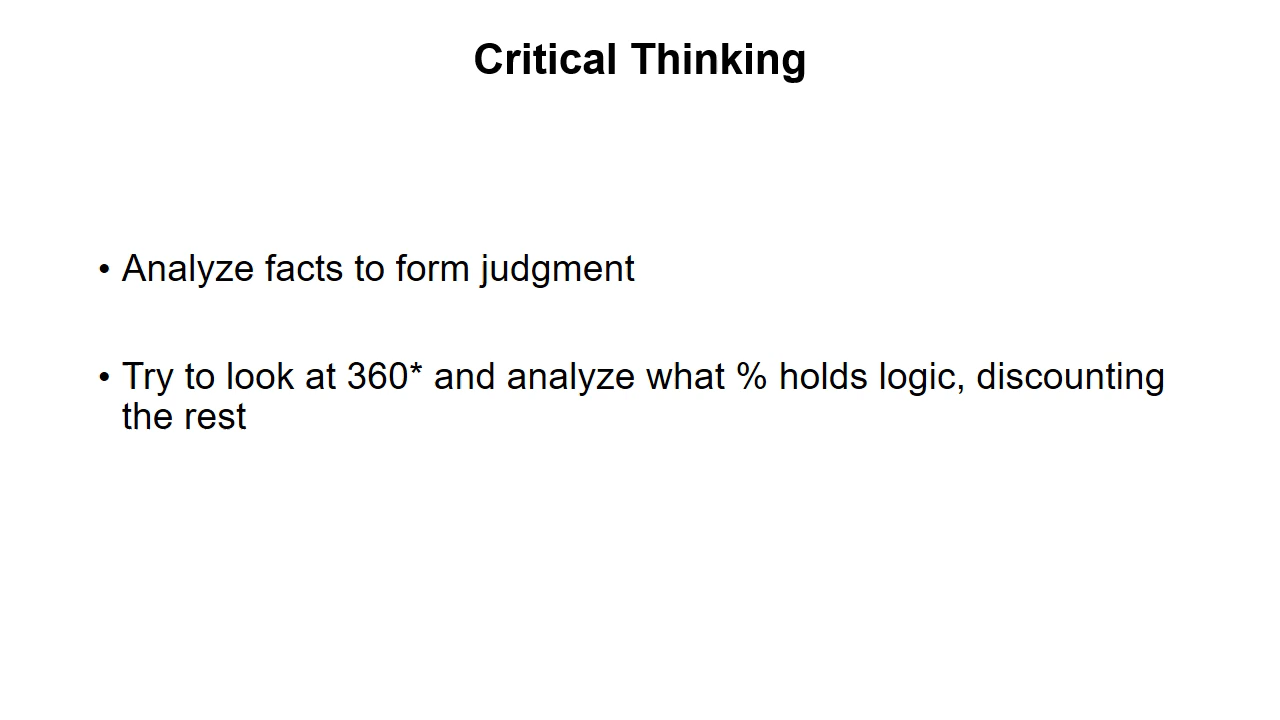 Critical Thinking
• Analyze facts to form judgment
• Try to look at 360* and analyze what % holds logic, discounting
the rest